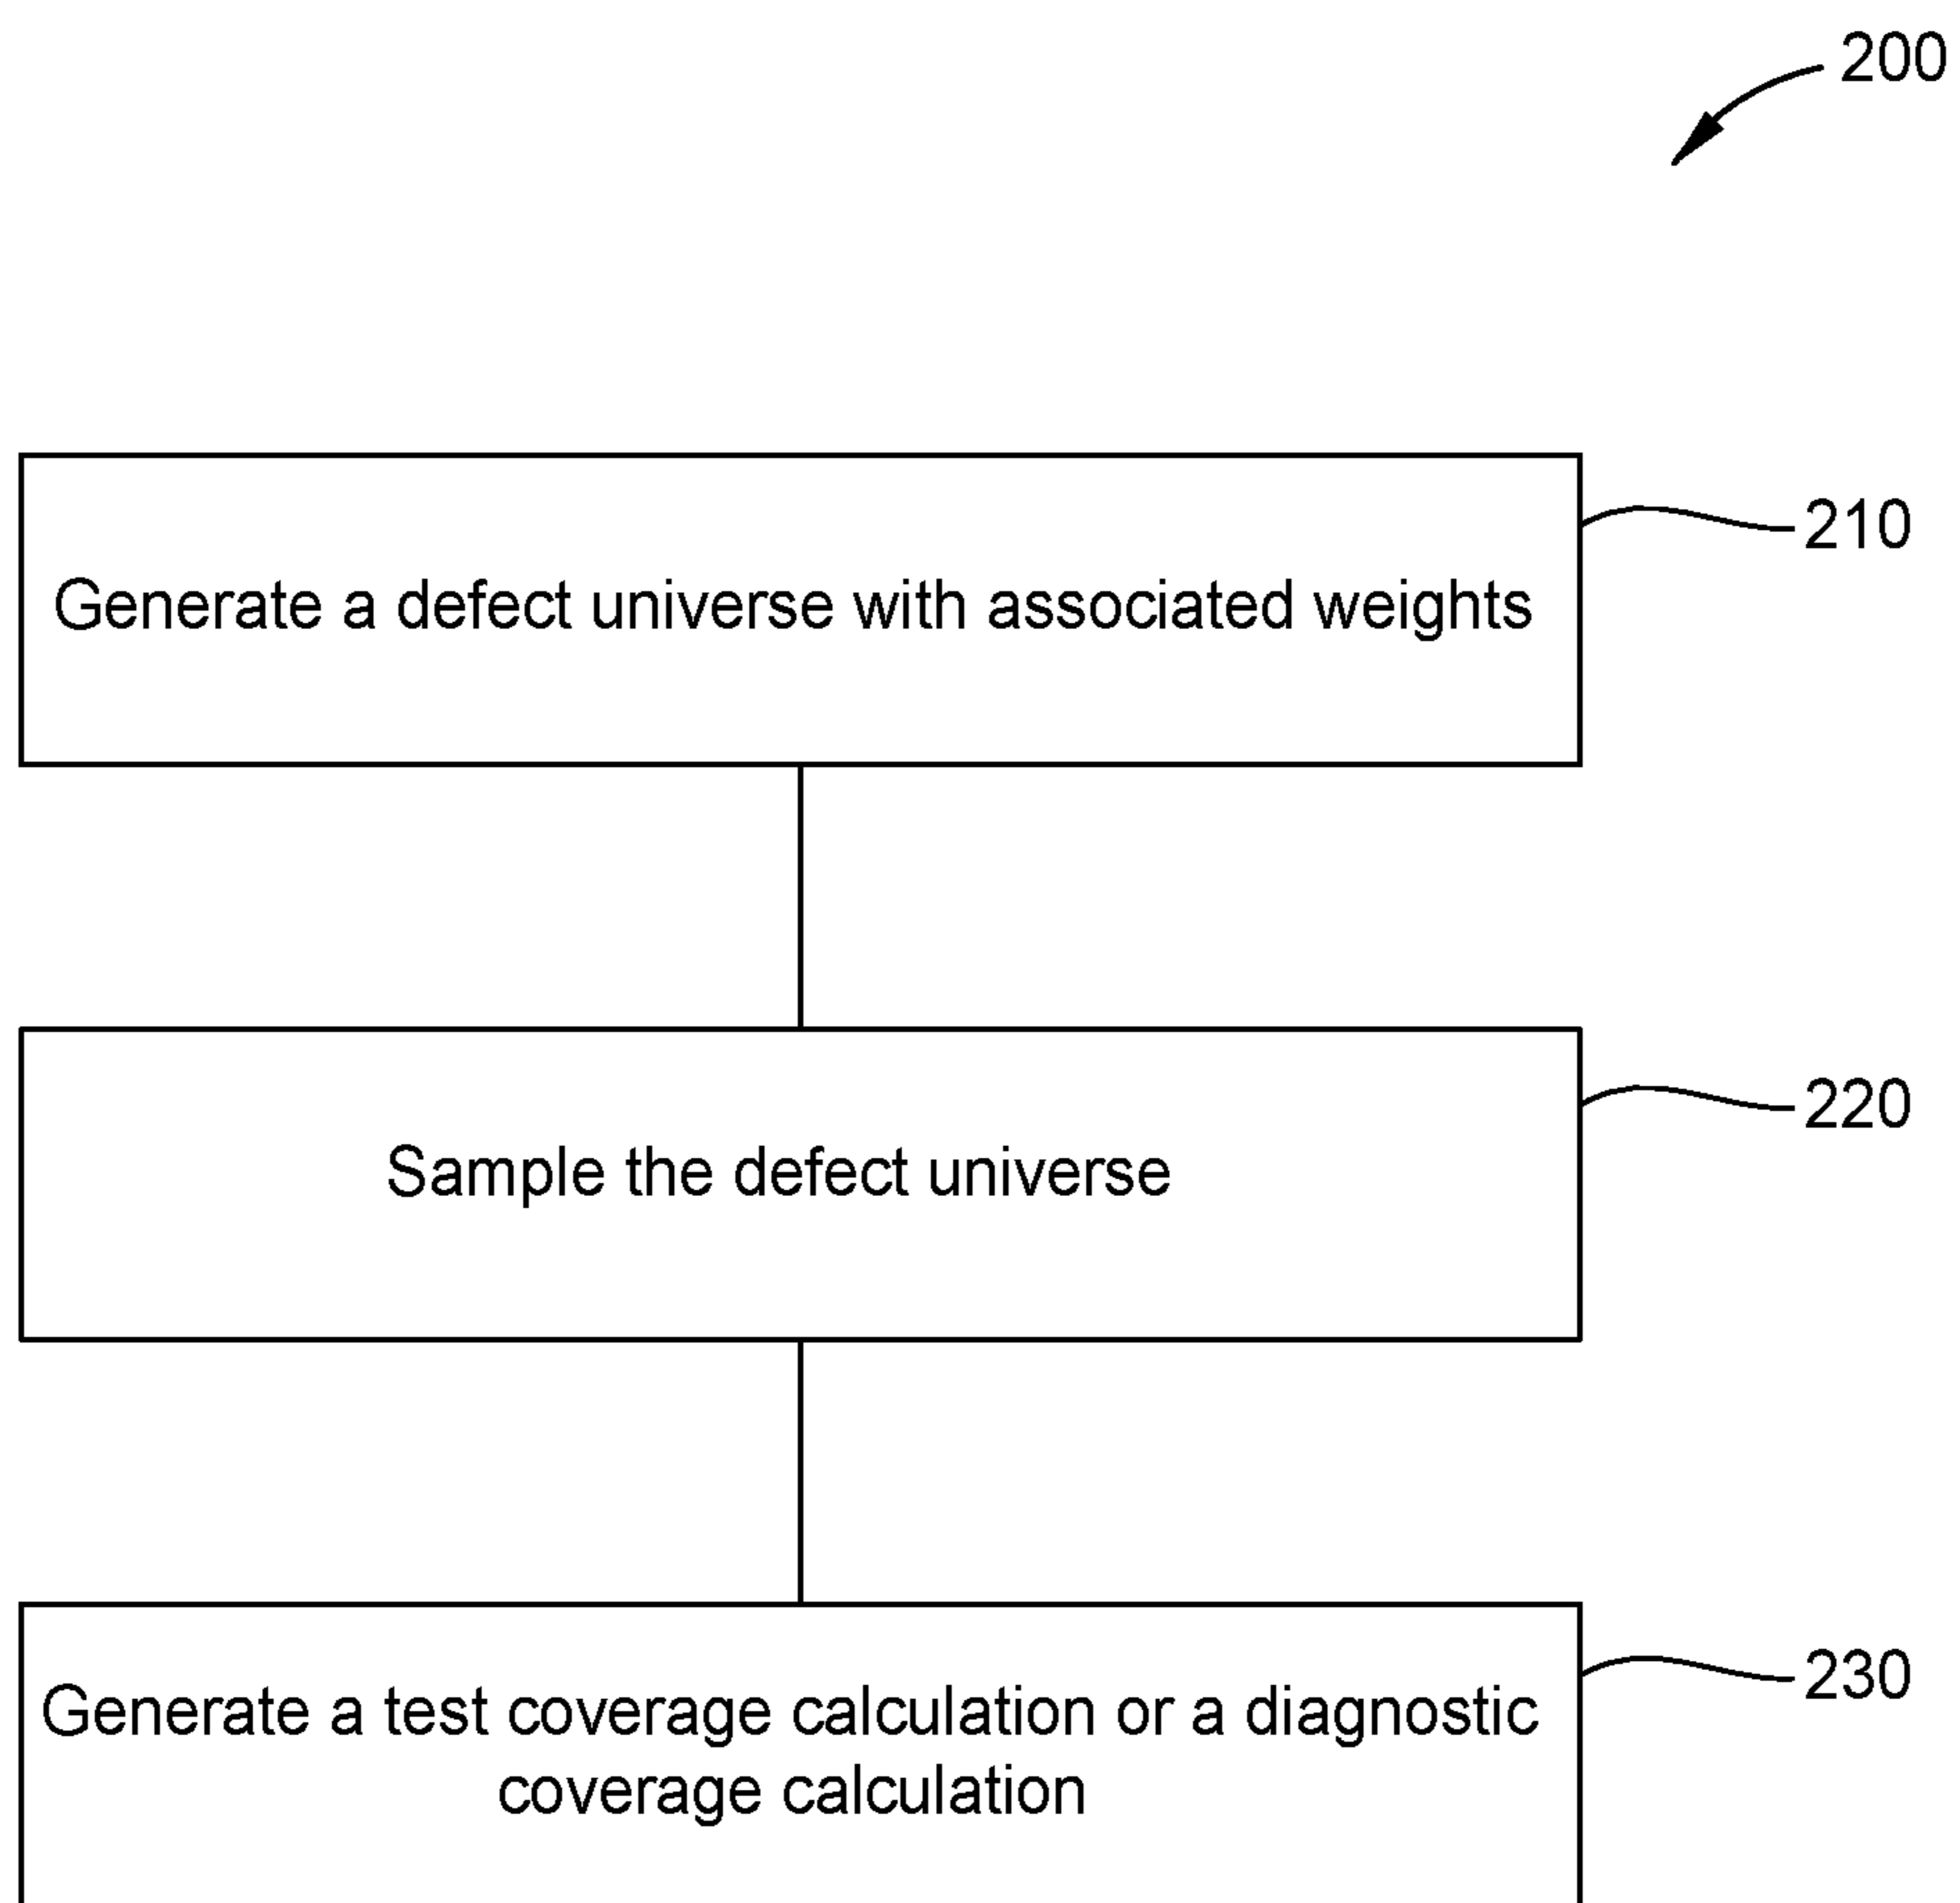 200
210
Generate a defect universe with associated weights
220
Sample the defect universe
230
Generate a test coverage calculation or a diagnostic
coverage calculation